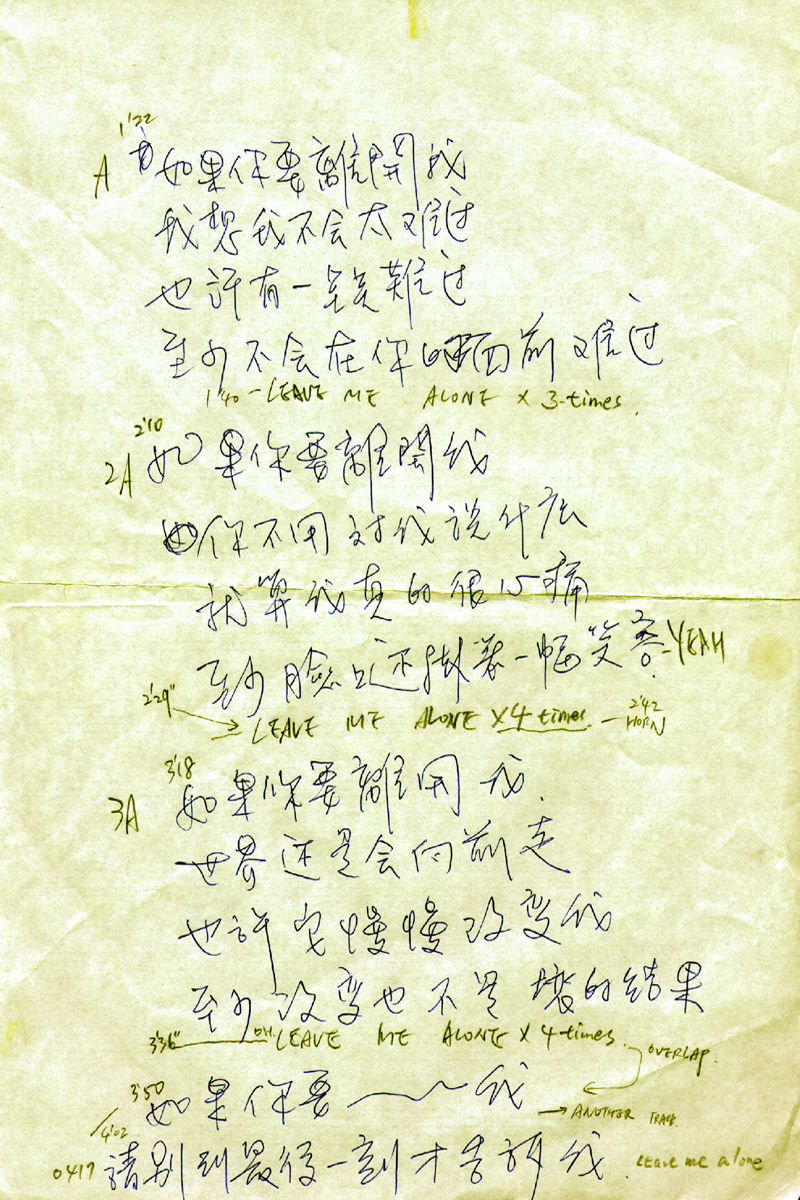 1'22
A 如果你要離開我
我想我不会太难过
也許有一些難过
至少不会在你的面前难过
1'40 - LEAVE ME ALONE × 3-times.
2'10
2A 如果你要離開我
你不用对我说什么
就算我真的很心痛
至少臉上还掛着一幅笑容 - YEAH
2'29" → LEAVE ME ALONE × 4 times - 2'42 HORN
3'18
3A 如果你要離開我.
世界还是会向前走
也許它慢慢改变我
至少改变也不是壞的结果
3'36" OH. LEAVE ME ALONE × 4-times.
OVERLAP.
3'50
如果你要～～我 → ANOTHER TRACK
/4'02
0417 請别到最後一刻才告訴我. Leave me alone